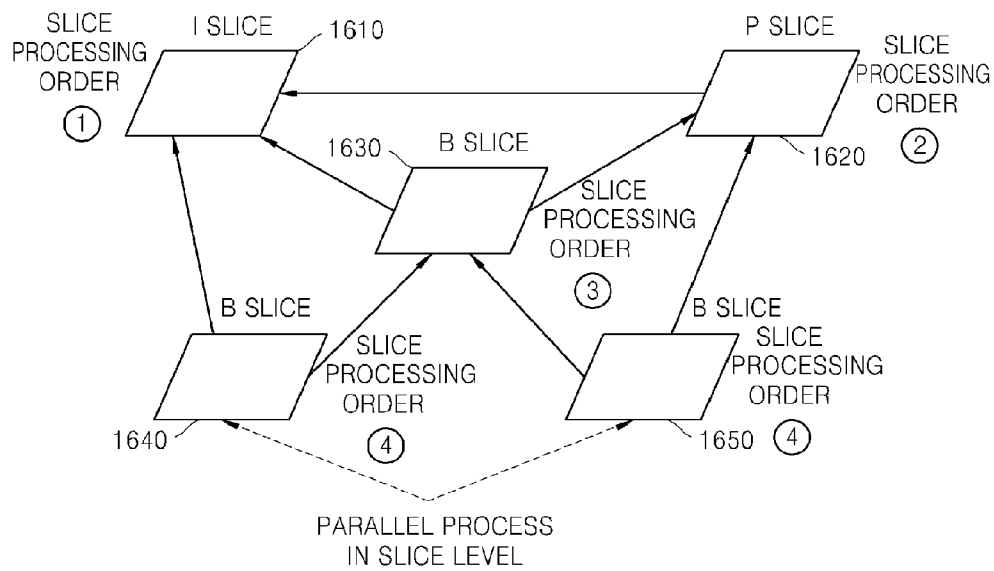 SLICE
PROCESSING
ORDER
1
I SLICE
1610
P SLICE
SLICE
PROCESSING
ORDER
2
1620
1630
B SLICE
SLICE
PROCESSING
ORDER
3
B SLICE
1640
SLICE
PROCESSING
ORDER
4
B SLICE
1650
SLICE
PROCESSING
ORDER
4
PARALLEL PROCESS
IN SLICE LEVEL